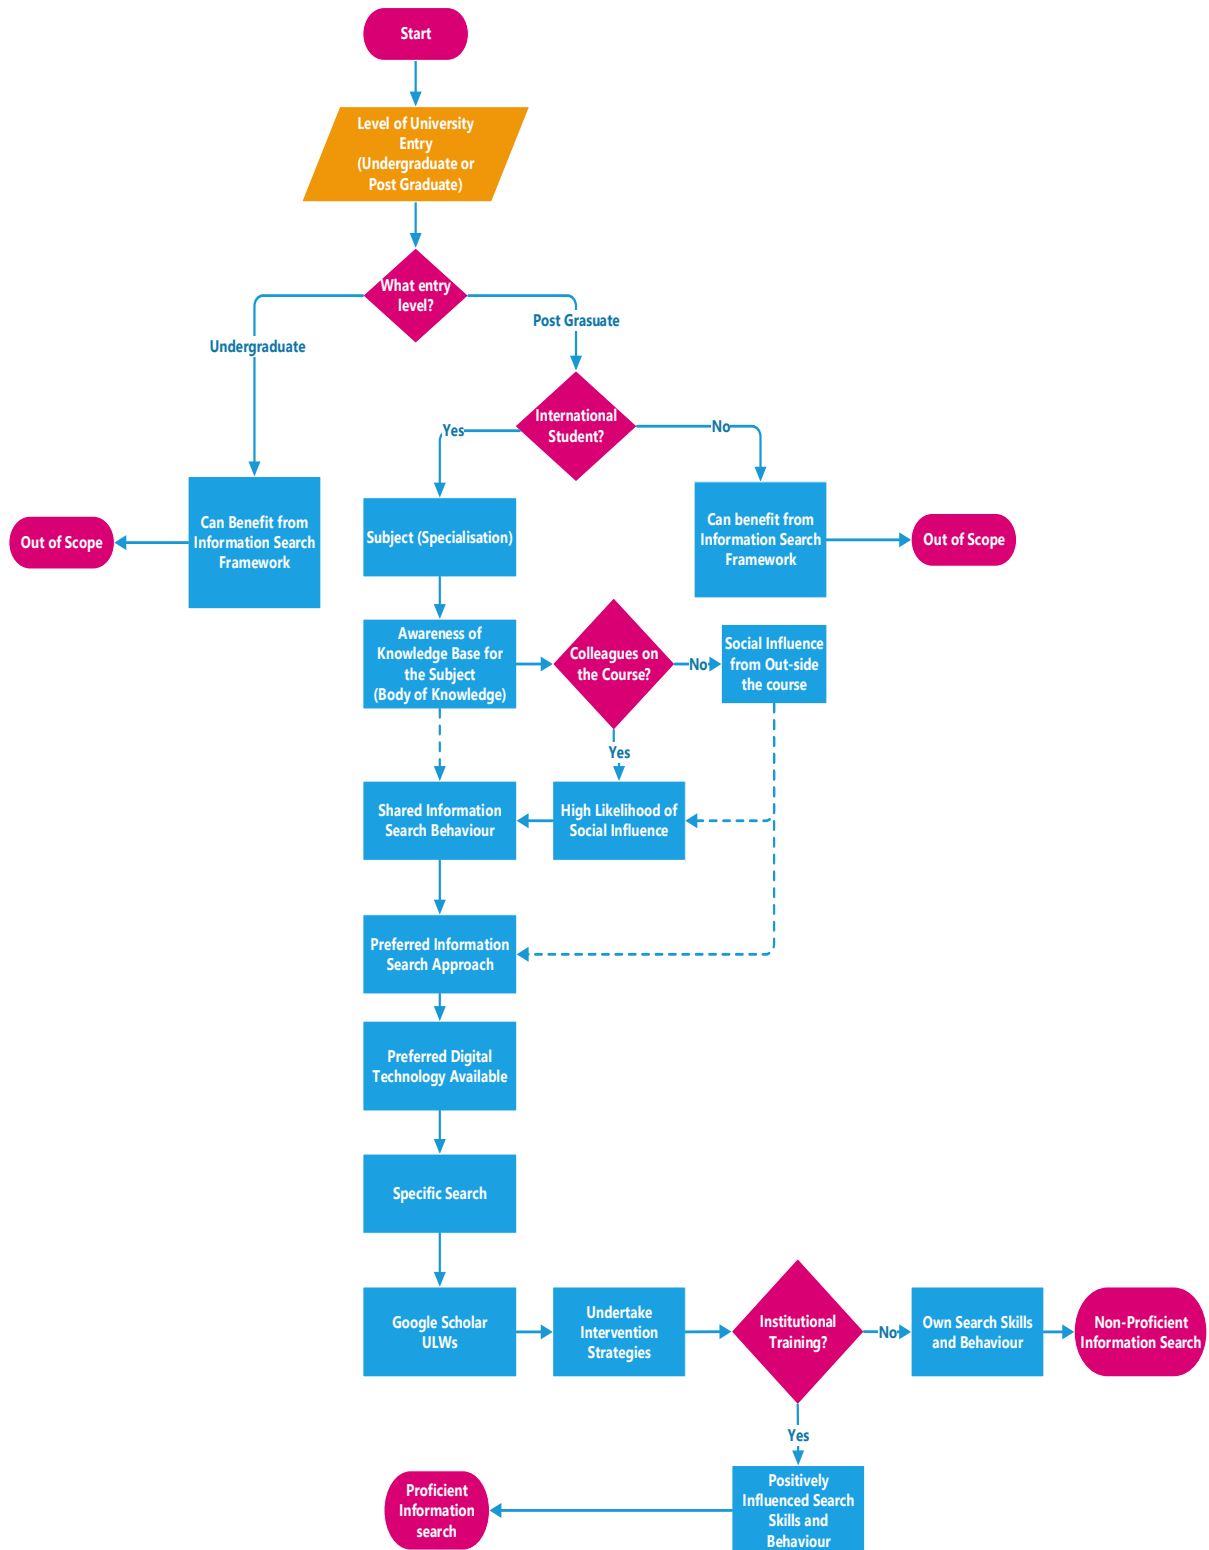 Start
Level of University
Entry
(Undergraduate or
Post Graduate)
What entry
level?
Post Grasuate
Undergraduate
International
Student?
Yes
No
Can Benefit from
Information Search
Framework
Out of Scope
Subject (Specialisation)
Can benefit from
Information Search
Framework
Out of Scope
Awareness of
Knowledge Base for
the Subject
(Body of Knowledge)
Colleagues on
the Course?
No
Social Influence
from Out-side
the course
Yes
Shared Information
Search Behaviour
High Likelihood of
Social Influence
Preferred Information
Search Approach
Preferred Digital
Technology Available
Specific Search
Google Scholar
ULWs
Undertake
Intervention
Strategies
Institutional
Training?
No
Own Search Skills
and Behaviour
Non-Proficient
Information Search
Yes
Positively
Influenced Search
Skills and
Behaviour
Proficient
Information
search